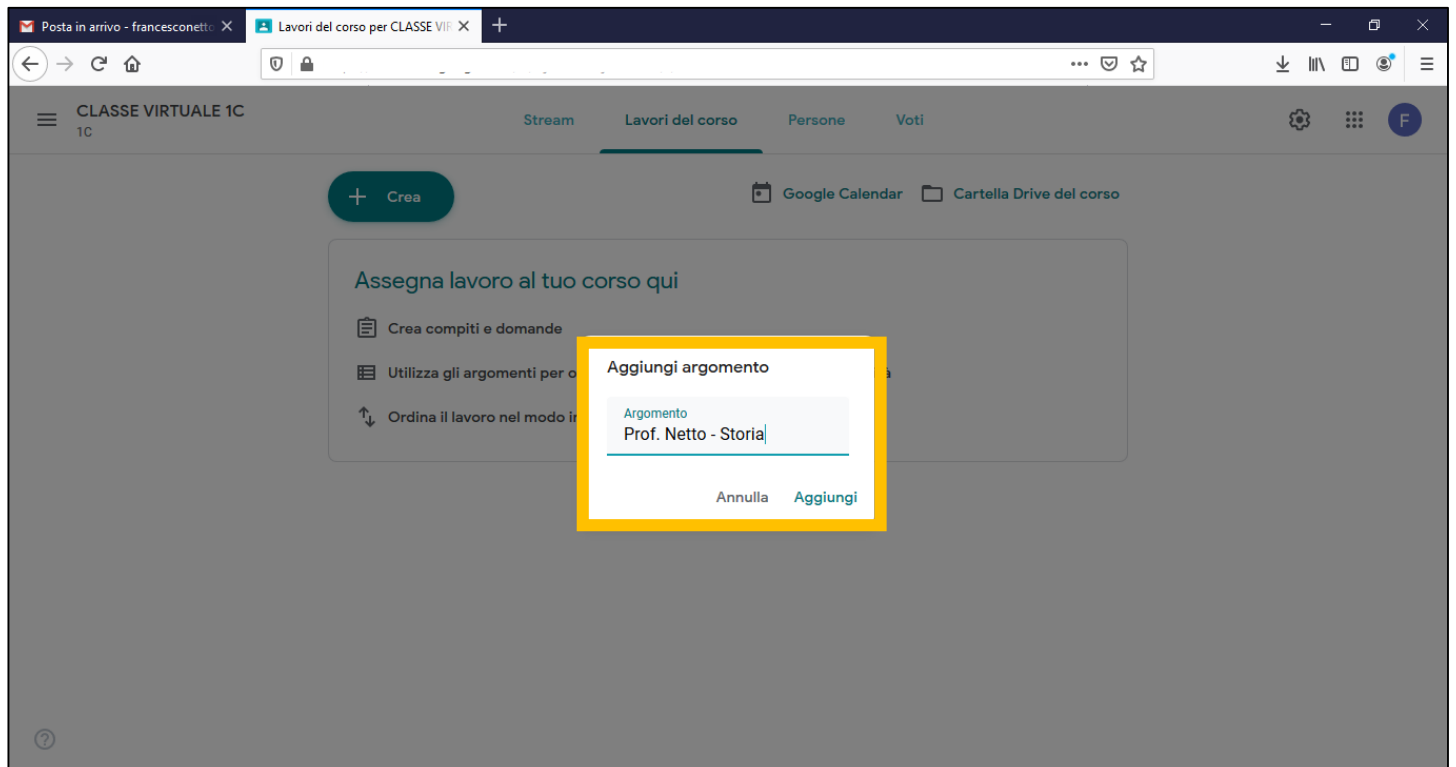 Posta in arrivo - francesconetto
Lavori del corso per CLASSE VIR
CLASSE VIRTUALE 1C
1C
Stream
Lavori del corso
Persone
Voti
F
Crea
Google Calendar
Cartella Drive del corso
Assegna lavoro al tuo corso qui
Crea compiti e domande
Utilizza gli argomenti per o
Ordina il lavoro nel modo in
Aggiungi argomento
Argomento
Prof. Netto - Storia
Annulla
Aggiungi